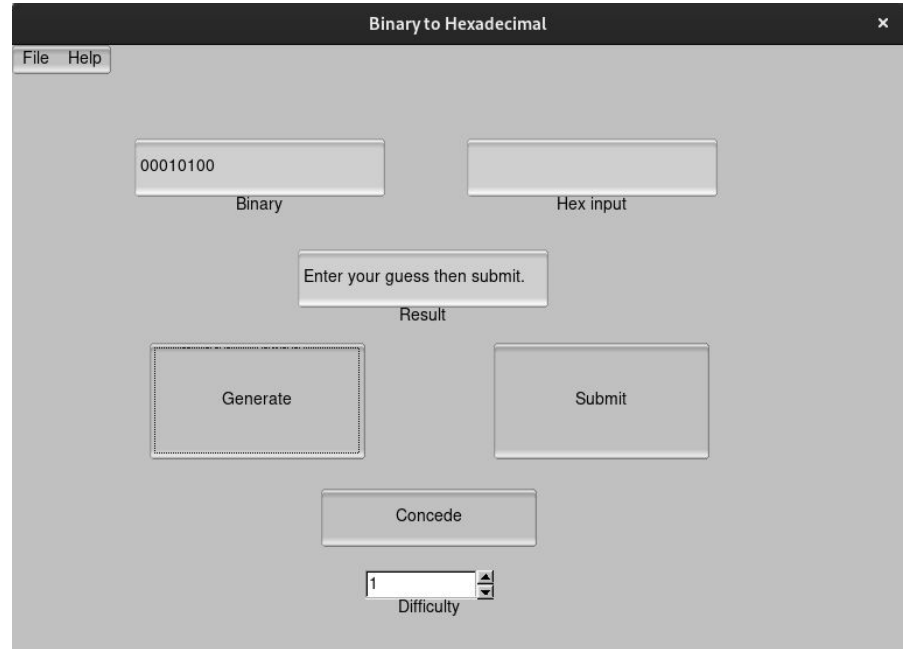 Binary to Hexadecimal ×
File Help
00010100
Binary
Hex input
Enter your guess then submit.
Result
Generate
Submit
Concede
1
Difficulty